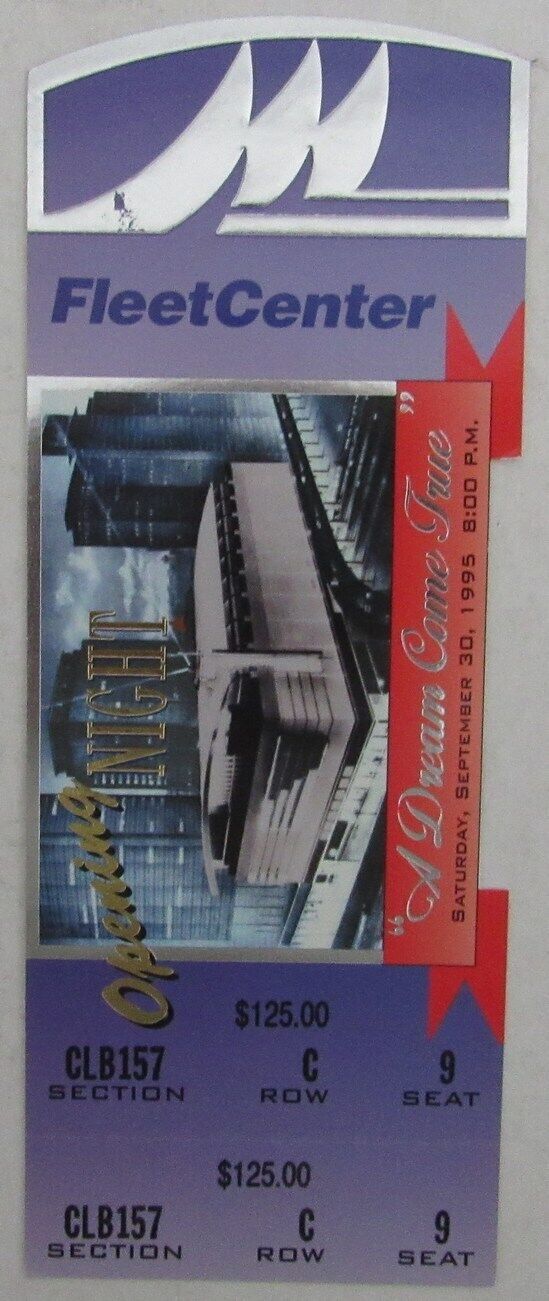 FleetCenter
Opening
NIGHT
"A Dream Come True"
SATURDAY, SEPTEMBER 30, 1995 8:00 P.M.
$125.00
CLB157 C 9
SECTION ROW SEAT
$125.00
CLB157 C 9
SECTION ROW SEAT